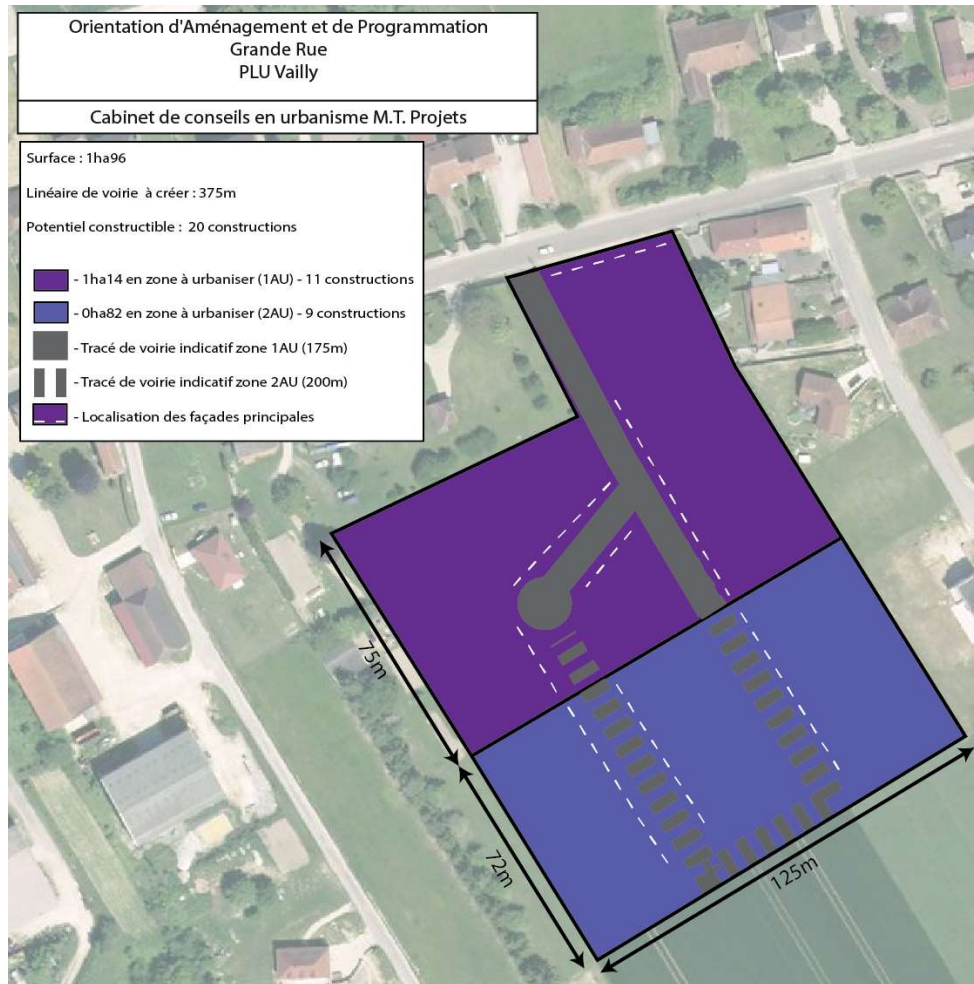 Orientation d'Aménagement et de Programmation
Grande Rue
PLU Vailly
Cabinet de conseils en urbanisme M.T. Projets
Surface : 1ha96
Linéaire de voirie à créer : 375m
Potentiel constructible : 20 constructions
- 1ha14 en zone à urbaniser (1AU) - 11 constructions
- 0ha82 en zone à urbaniser (2AU) - 9 constructions
- Tracé de voirie indicatif zone 1AU (175m)
- Tracé de voirie indicatif zone 2AU (200m)
- Localisation des façades principales
75m
72m
125m